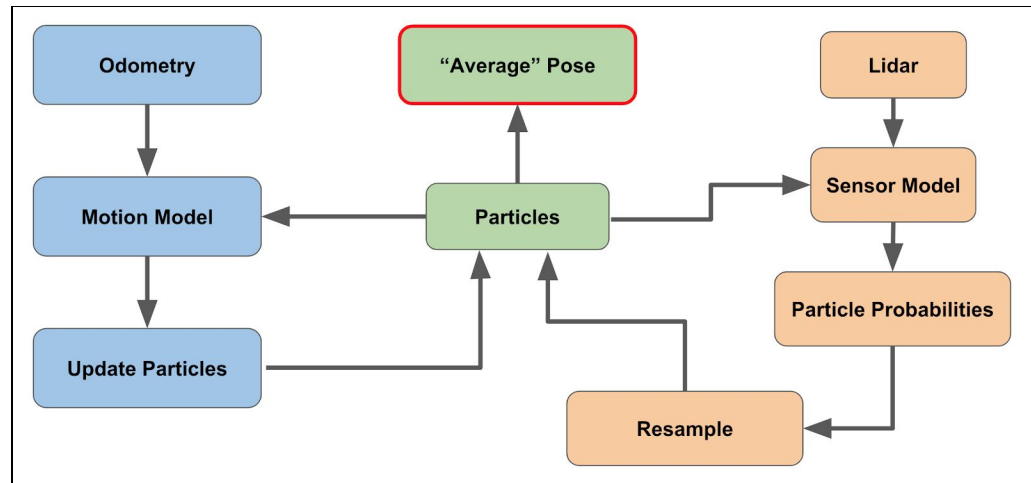 Odometry
“Average” Pose
Lidar
Motion Model
Particles
Sensor Model
Particle Probabilities
Update Particles
Resample